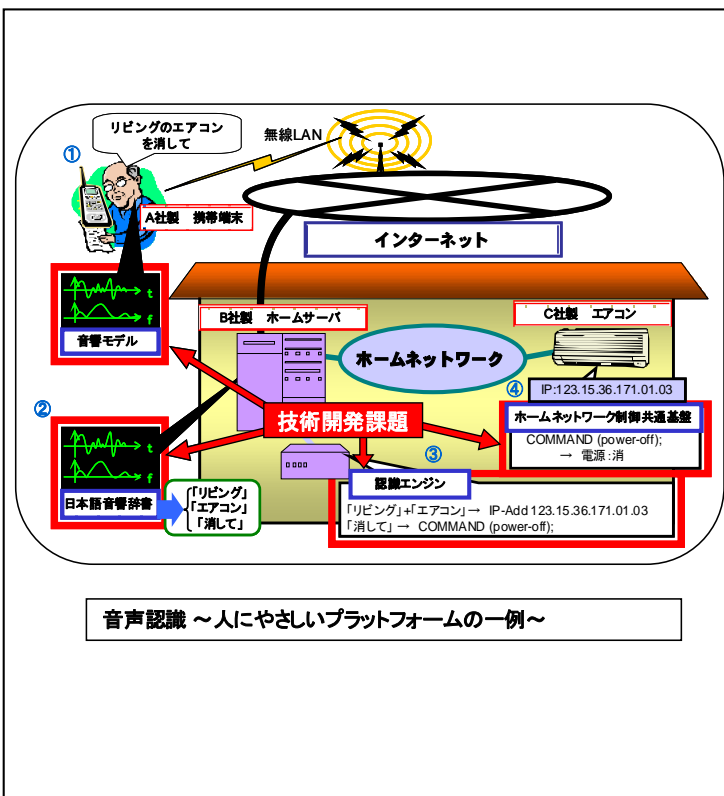 リビングのエアコン
を消して
無線LAN
①
A社製 携帯端末
インターネット
t
f
音響モデル
B社製 ホームサーバ
C社製 エアコン
ホームネットワーク
④
IP:123.15.36.171.01.03
②
技術開発課題
ホームネットワーク制御共通基盤
COMMAND (power-off);
→ 電源:消
t
f
③
認識エンジン
日本語音響辞書
「リビング」
「エアコン」
「消して」
「リビング」+「エアコン」→ IP-Add 123.15.36.171.01.03
「消して」 → COMMAND (power-off);
音声認識 ~人にやさしいプラットフォームの一例~